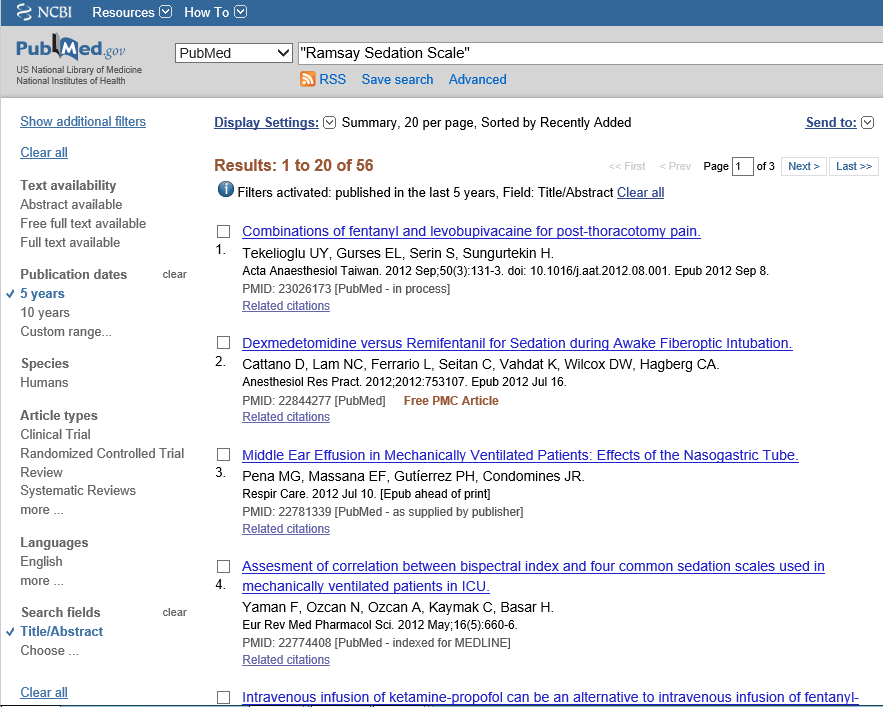 NCBI Resources How To
PubMed.gov
US National Library of Medicine
National Institutes of Health
PubMed
"Ramsay Sedation Scale"
RSS Save search Advanced
Show additional filters
Clear all
Text availability
Abstract available
Free full text available
Full text available
Publication dates clear
5 years
10 years
Custom range...
Species
Humans
Article types
Clinical Trial
Randomized Controlled Trial
Review
Systematic Reviews
more ...
Languages
English
more ...
Search fields clear
Title/Abstract
Choose ...
Clear all
Display Settings: Summary, 20 per page, Sorted by Recently Added Send to:
Results: 1 to 20 of 56 << First < Prev Page 1 of 3 Next > Last >>
Filters activated: published in the last 5 years, Field: Title/Abstract Clear all
Combinations of fentanyl and levobupivacaine for post-thoracotomy pain.
1. Tekelioglu UY, Gurses EL, Serin S, Sungurtekin H.
Acta Anaesthesiol Taiwan. 2012 Sep;50(3):131-3. doi: 10.1016/j.aat.2012.08.001. Epub 2012 Sep 8.
PMID: 23026173 [PubMed - in process]
Related citations
Dexmedetomidine versus Remifentanil for Sedation during Awake Fiberoptic Intubation.
2. Cattano D, Lam NC, Ferrario L, Seitan C, Vahdat K, Wilcox DW, Hagberg CA.
Anesthesiol Res Pract. 2012;2012:753107. Epub 2012 Jul 16.
PMID: 22844277 [PubMed] Free PMC Article
Related citations
Middle Ear Effusion in Mechanically Ventilated Patients: Effects of the Nasogastric Tube.
3. Pena MG, Massana EF, Gutíerrez PH, Condomines JR.
Respir Care. 2012 Jul 10. [Epub ahead of print]
PMID: 22781339 [PubMed - as supplied by publisher]
Related citations
Assesment of correlation between bispectral index and four common sedation scales used in
mechanically ventilated patients in ICU.
4. Yaman F, Ozcan N, Ozcan A, Kaymak C, Basar H.
Eur Rev Med Pharmacol Sci. 2012 May;16(5):660-6.
PMID: 22774408 [PubMed - indexed for MEDLINE]
Related citations
Intravenous infusion of ketamine-propofol can be an alternative to intravenous infusion of fentanyl-